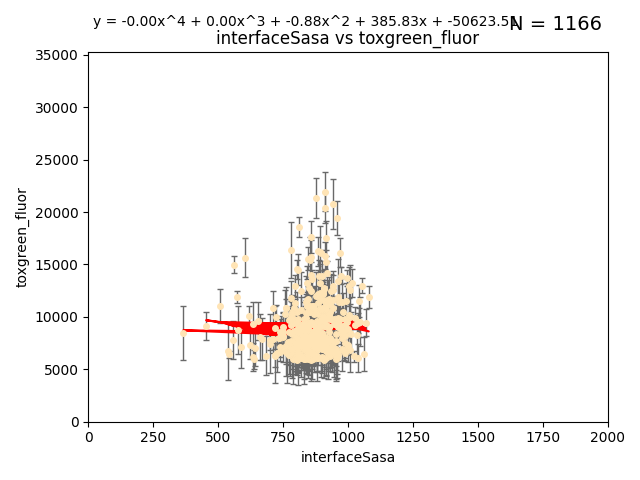 y = -0.00x^4 + 0.00x^3 + -0.88x^2 + 385.83x + -50623.5
N = 1166
interfaceSasa vs toxgreen_fluor
35000
30000
25000
20000
15000
10000
5000
0
toxgreen_fluor
0 250 500 750 1000 1250 1500 1750 2000
interfaceSasa